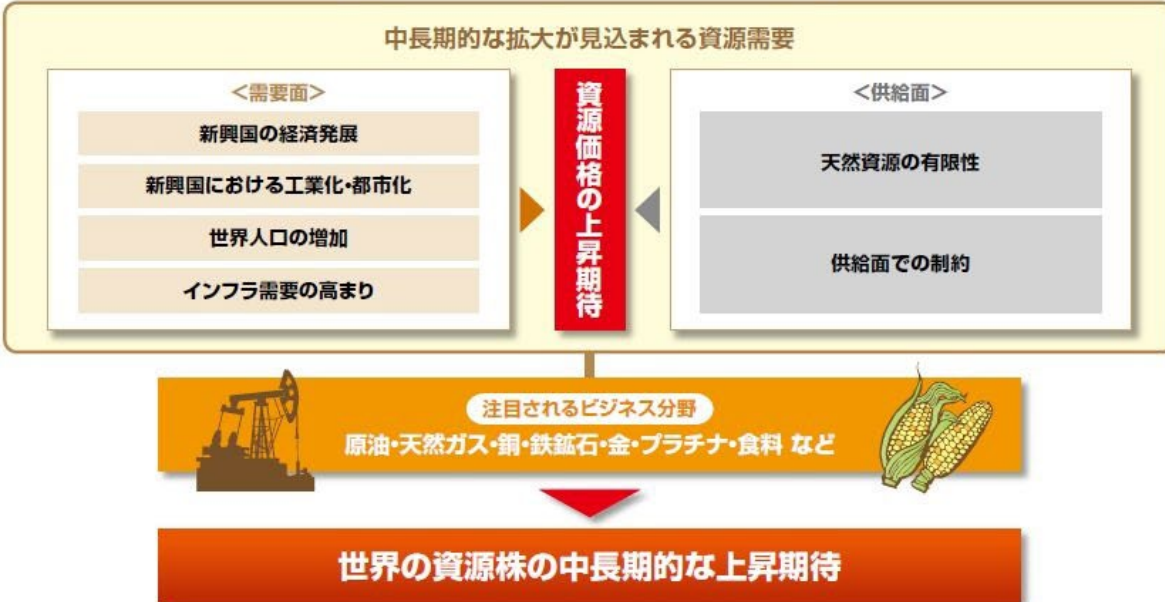 中長期的な拡大が見込まれる資源需要
＜需要面＞
新興国の経済発展
新興国における工業化・都市化
世界人口の増加
インフラ需要の高まり
資源価格の上昇期待
＜供給面＞
天然資源の有限性
供給面での制約
注目されるビジネス分野
原油・天然ガス・銅・鉄鉱石・金・プラチナ・食料 など
世界の資源株の中長期的な上昇期待